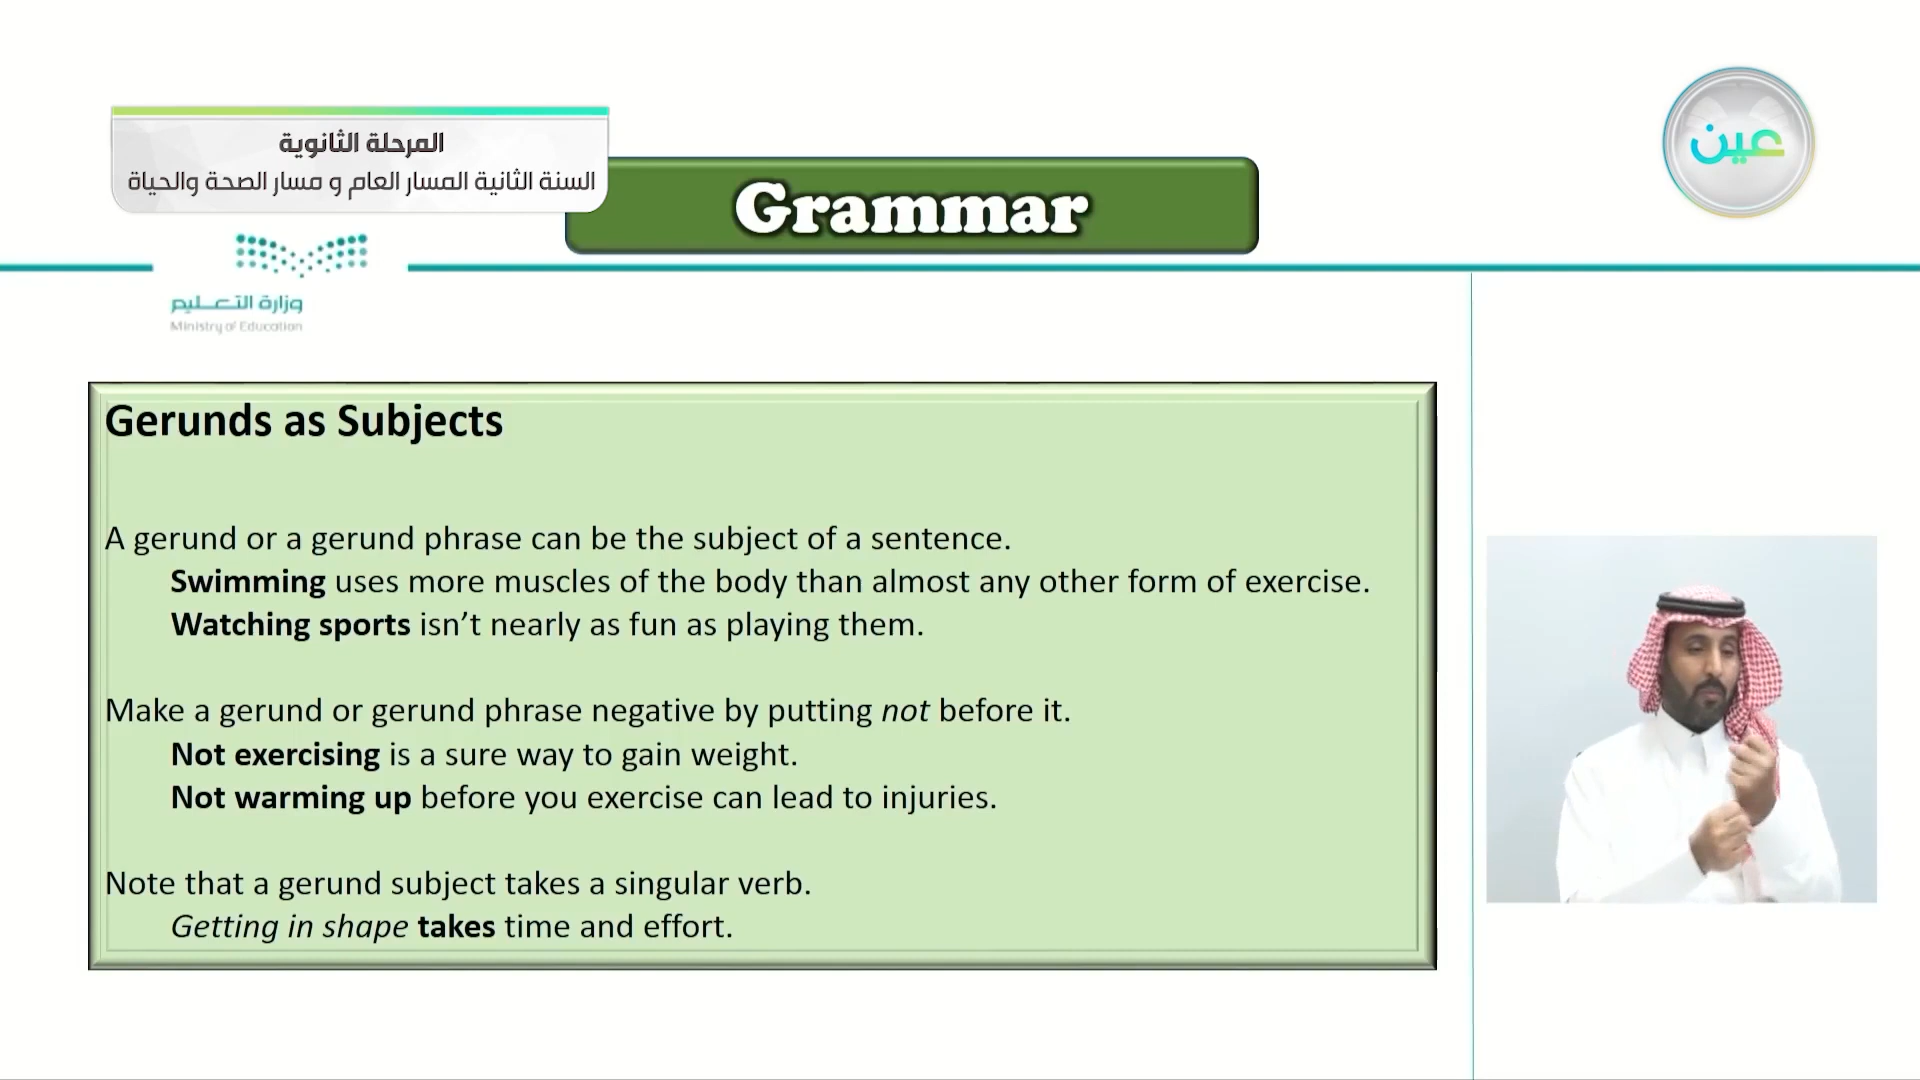 المرحلة الثانوية
السنة الثانية المسار العام و مسار الصحة والحياة
Grammar
عين
وزارة التعليم
Ministry of Education
Gerunds as Subjects
A gerund or a gerund phrase can be the subject of a sentence.
Swimming uses more muscles of the body than almost any other form of exercise.
Watching sports isn’t nearly as fun as playing them.
Make a gerund or gerund phrase negative by putting not before it.
Not exercising is a sure way to gain weight.
Not warming up before you exercise can lead to injuries.
Note that a gerund subject takes a singular verb.
Getting in shape takes time and effort.